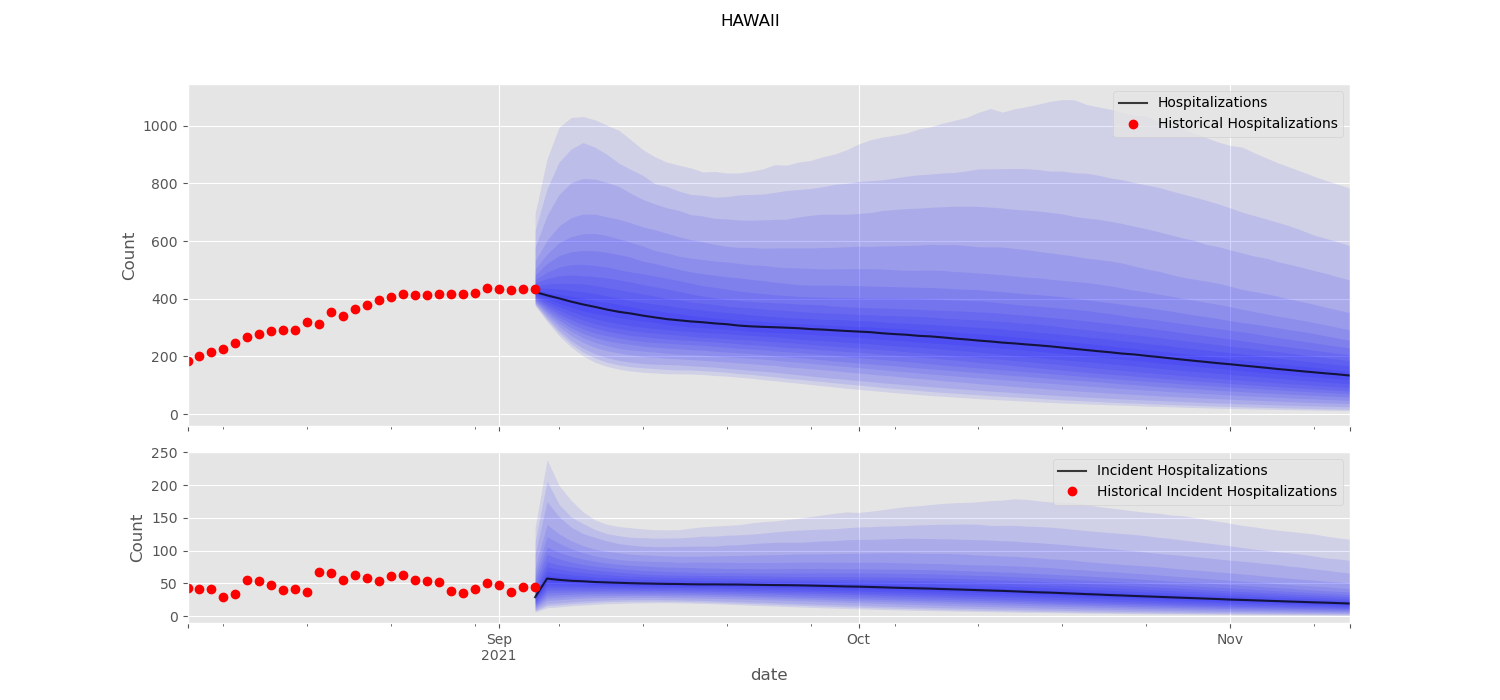 HAWAII
Hospitalizations
Historical Hospitalizations
1000
800
600
400
200
0
Count
Incident Hospitalizations
Historical Incident Hospitalizations
250
200
150
100
50
0
Count
Sep
2021
Oct
Nov
date